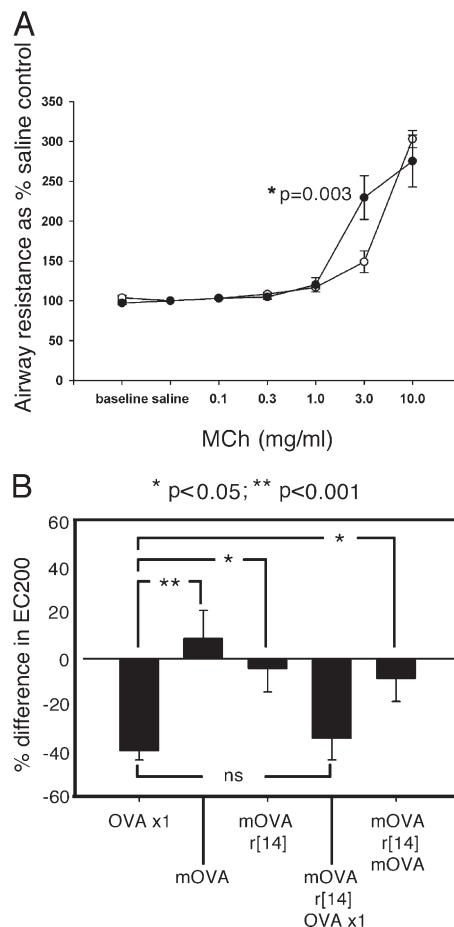 A
Airway resistance as % saline control
350
300
250
200
150
100
50
0
* p=0.003
baseline saline 0.1 0.3 1.0 3.0 10.0
MCh (mg/ml)
B
* p<0.05; ** p<0.001
% difference in EC200
60
40
20
0
-20
-40
-60
*
*
**
ns
OVA x1
mOVA
mOVA
r[14]
mOVA
r[14]
OVA x1
mOVA
r[14]
mOVA